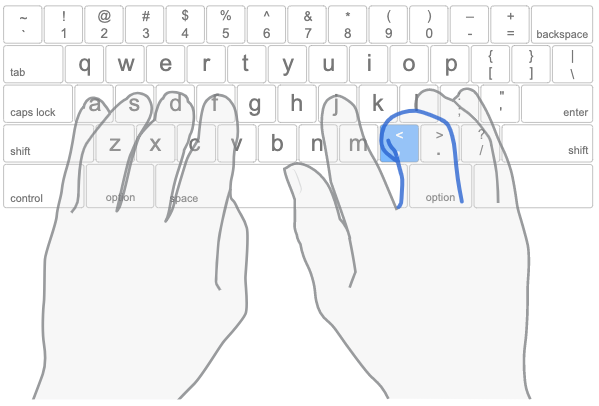 ~ ! @ # $ % ^ & * ( ) – +
` 1 2 3 4 5 6 7 8 9 0 - = backspace
tab q w e r t y u i o p { [ } ] | \
caps lock a s d f g h j k l : ; " ' enter
shift z x c v b n m < , > . ? / shift
control option space option